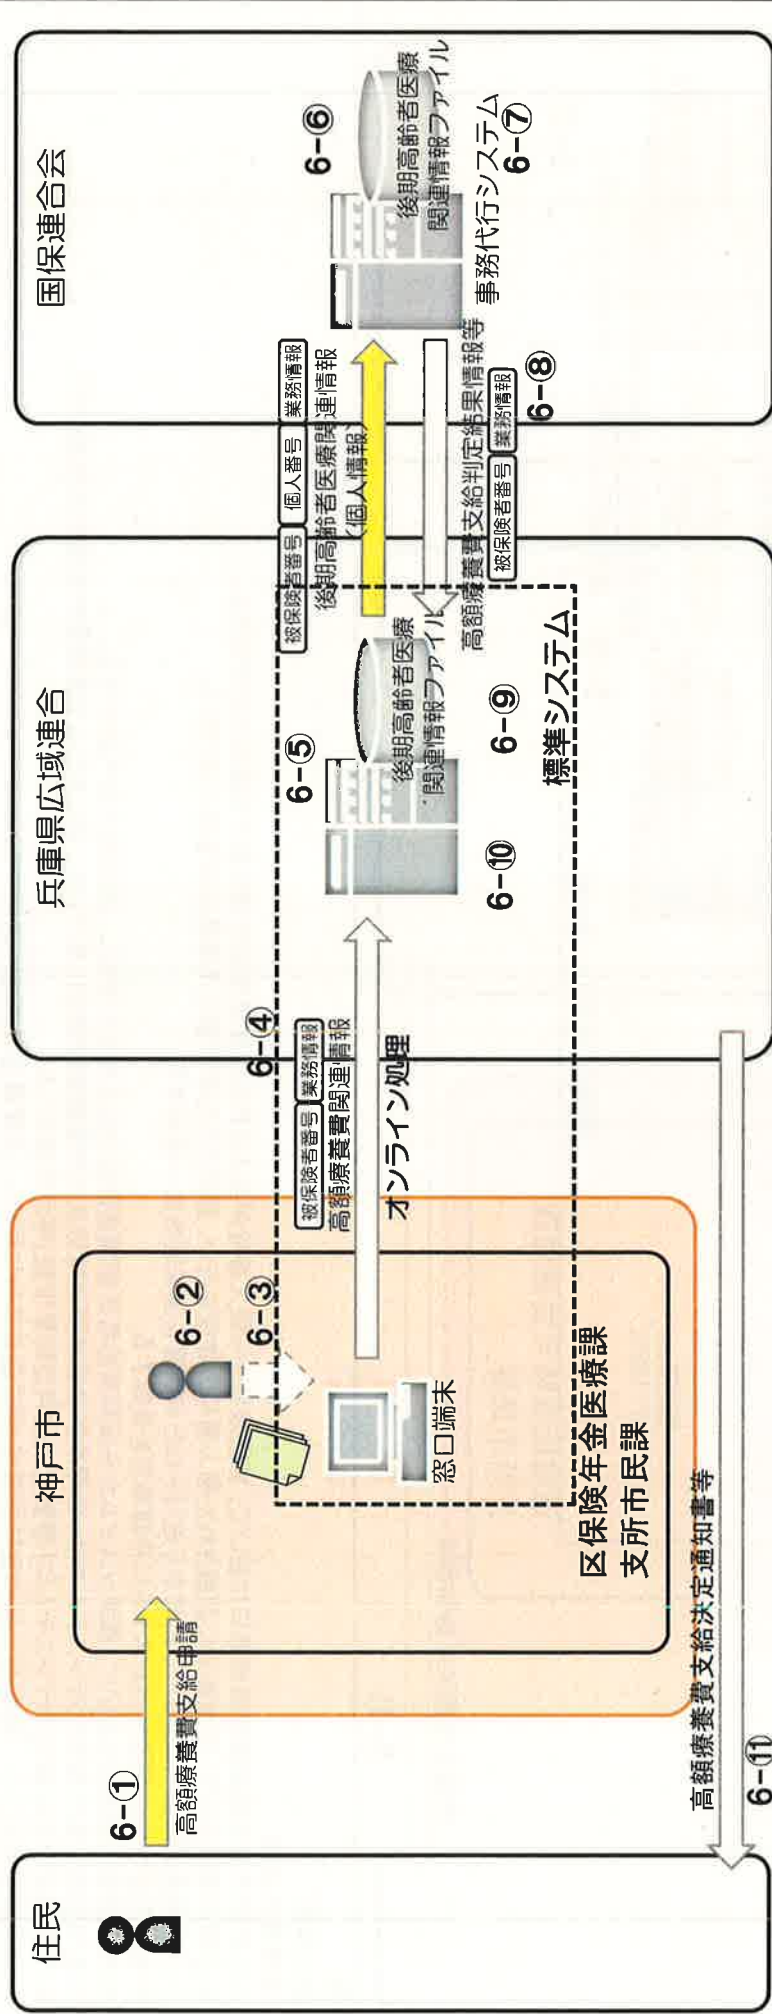 住民
6-①
高額療養費支給申請
神戸市
6-②
6-③
窓口端末
区保険年金医療課
支所市民課
6-④
被保険者番号 業務情報
高額療養費関連情報
オンライン処理
兵庫県広域連合
6-⑤
後期高齢者医療
関連情報ファイル
6-⑨
6-⑩
標準システム
被保険者番号 個人番号 業務情報
後期高齢者医療関連情報
（個人情報）
高額療養費支給判定結果情報等
被保険者番号 業務情報
6-⑧
国保連合会
6-⑥
後期高齢者医療
関連情報ファイル
事務代行システム
6-⑦
高額療養費支給決定通知書等
6-⑪